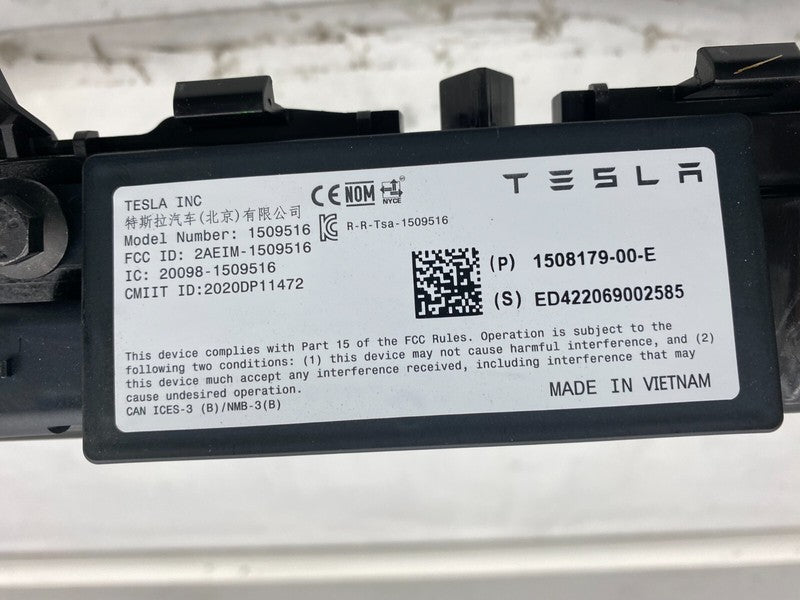 TESLA INC
特斯拉汽车(北京)有限公司
Model Number: 1509516
FCC ID: 2AEIM-1509516
IC: 20098-1509516
CMIIT ID:2020DP11472
CE NOM NYCE
R-R-Tsa-1509516
TESLA
(P) 1508179-00-E
(S) ED422069002585
This device complies with Part 15 of the FCC Rules. Operation is subject to the
following two conditions: (1) this device may not cause harmful interference, and (2)
this device much accept any interference received, including interference that may
cause undesired operation.
CAN ICES-3 (B)/NMB-3(B)
MADE IN VIETNAM